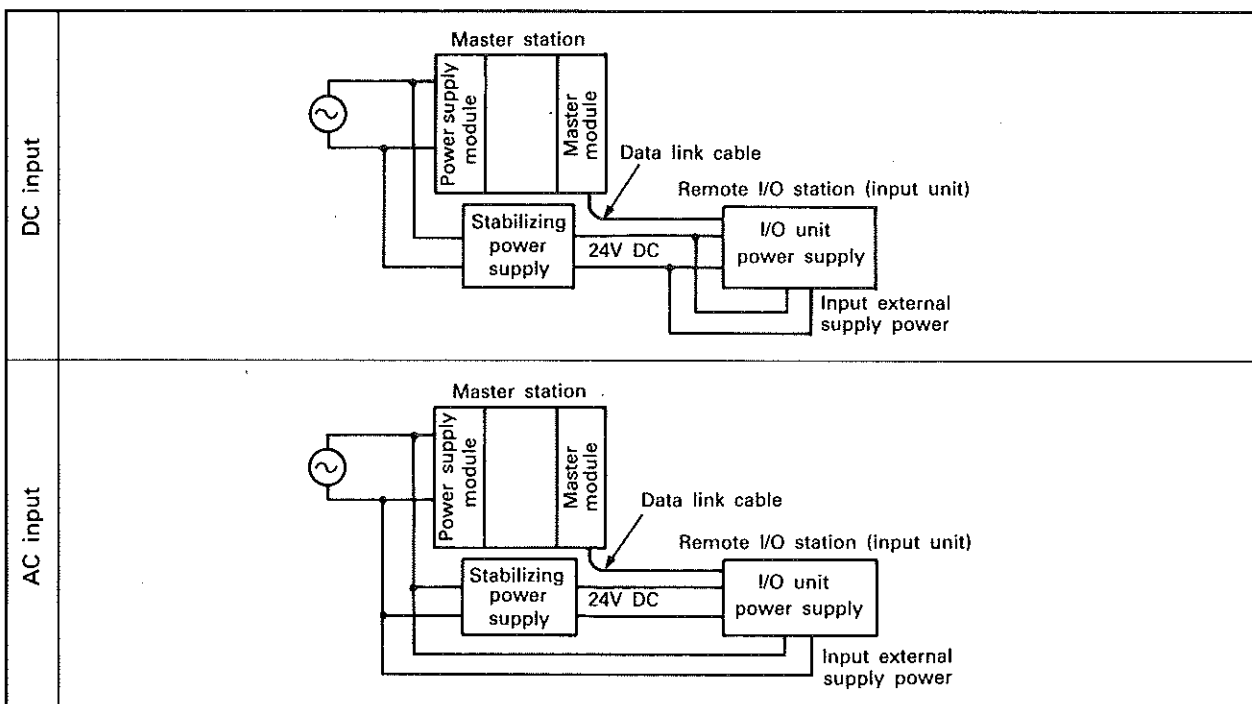 DC input
Master station
Power supply
module
Master
module
Data link cable
Remote I/O station (input unit)
Stabilizing
power
supply
24V DC
I/O unit
power supply
Input external
supply power
AC input
Master station
Power supply
module
Master
module
Data link cable
Remote I/O station (input unit)
Stabilizing
power
supply
24V DC
I/O unit
power supply
Input external
supply power